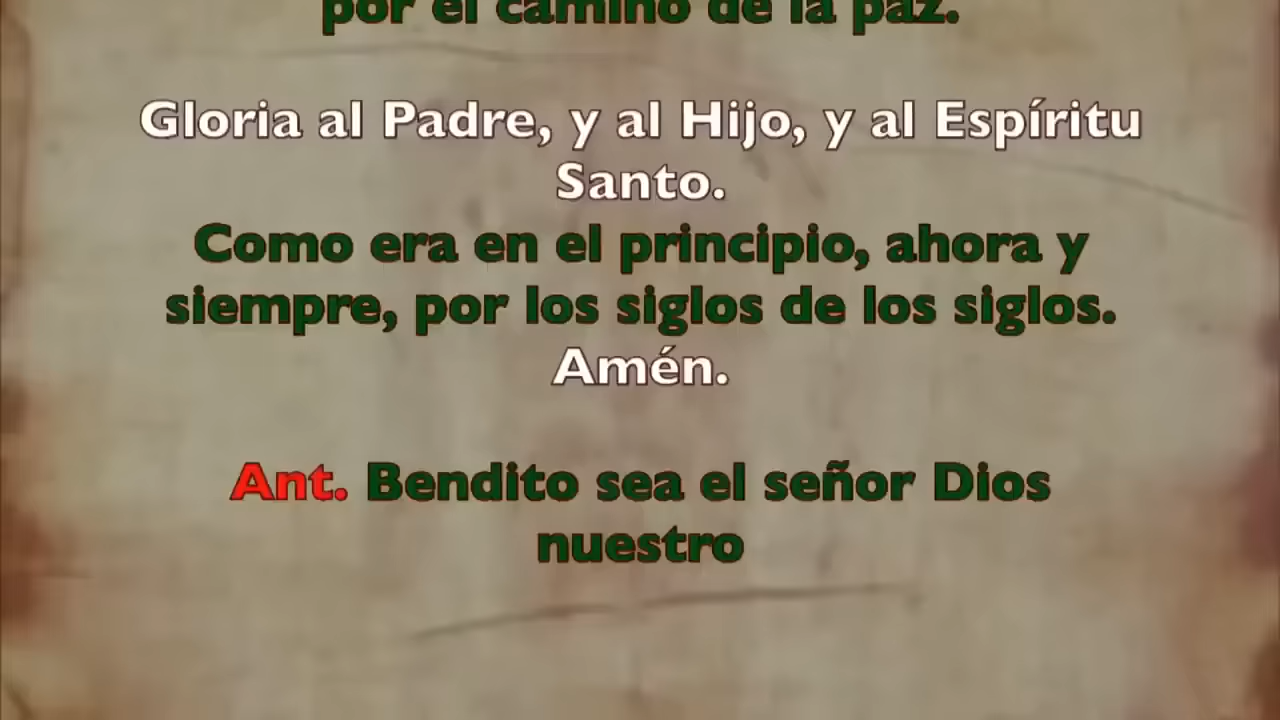 por el camino de la paz.
Gloria al Padre, y al Hijo, y al Espíritu
Santo.
Como era en el principio, ahora y
siempre, por los siglos de los siglos.
Amén.
Ant. Bendito sea el señor Dios
nuestro